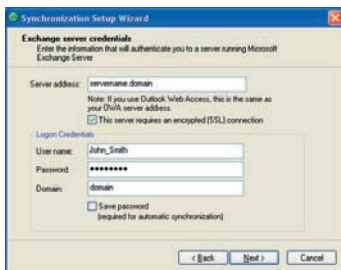 Synchronization Setup Wizard
Exchange server credentials
Enter the information that will authenticate you to a server running Microsoft
Exchange Server
Server address: servername.domain
Note: If you use Outlook Web Access, this is the same as
your OWA server address.
This server requires an encrypted (SSL) connection
Logon Credentials
User name: John_Smith
Password: ••••••••
Domain: domain
Save password
(required for automatic synchronization)
< Back Next > Cancel